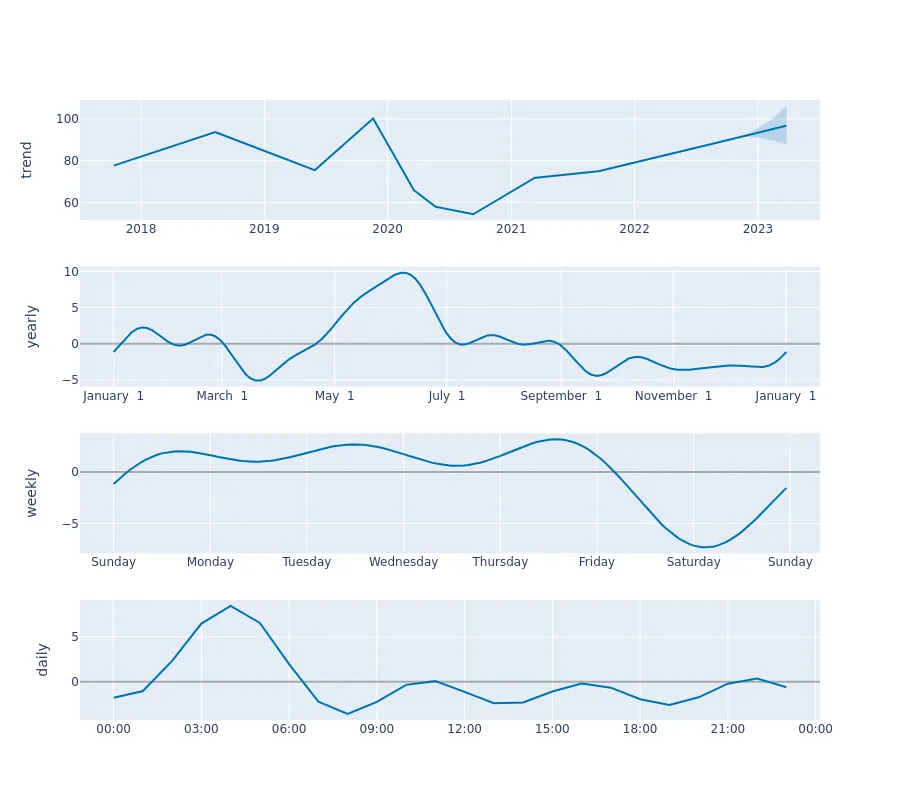 trend
100
80
60
2018 2019 2020 2021 2022 2023
yearly
10
5
0
−5
January 1 March 1 May 1 July 1 September 1 November 1 January 1
weekly
0
−5
Sunday Monday Tuesday Wednesday Thursday Friday Saturday Sunday
daily
5
0
00:00 03:00 06:00 09:00 12:00 15:00 18:00 21:00 00:00